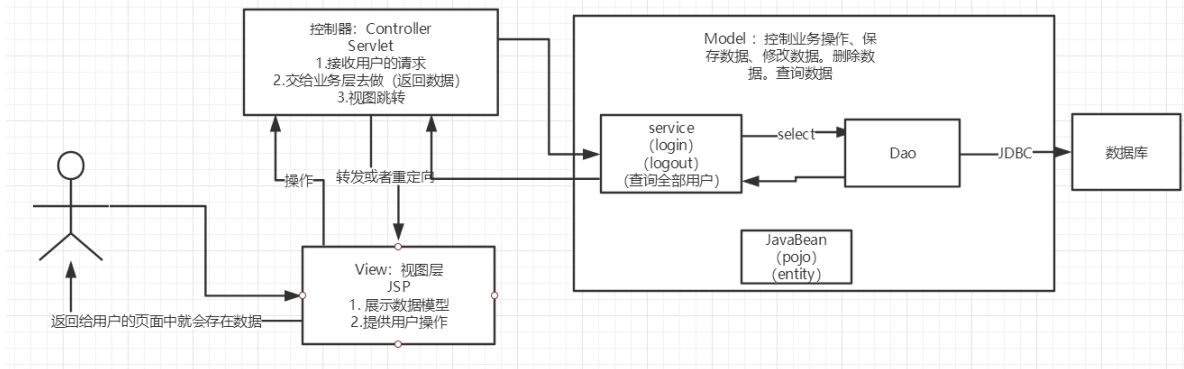 控制器：Controller
Servlet
1.接收用户的请求
2.交给业务层去做（返回数据）
3.视图跳转
Model ：控制业务操作、保
存数据、修改数据。删除数
据。查询数据
service
（login）
（logout）
（查询全部用户）
select
Dao
JDBC
数据库
操作
转发或者重定向
JavaBean
（pojo）
（entity）
View：视图层
JSP
1. 展示数据模型
2.提供用户操作
返回给用户的页面中就会存在数据